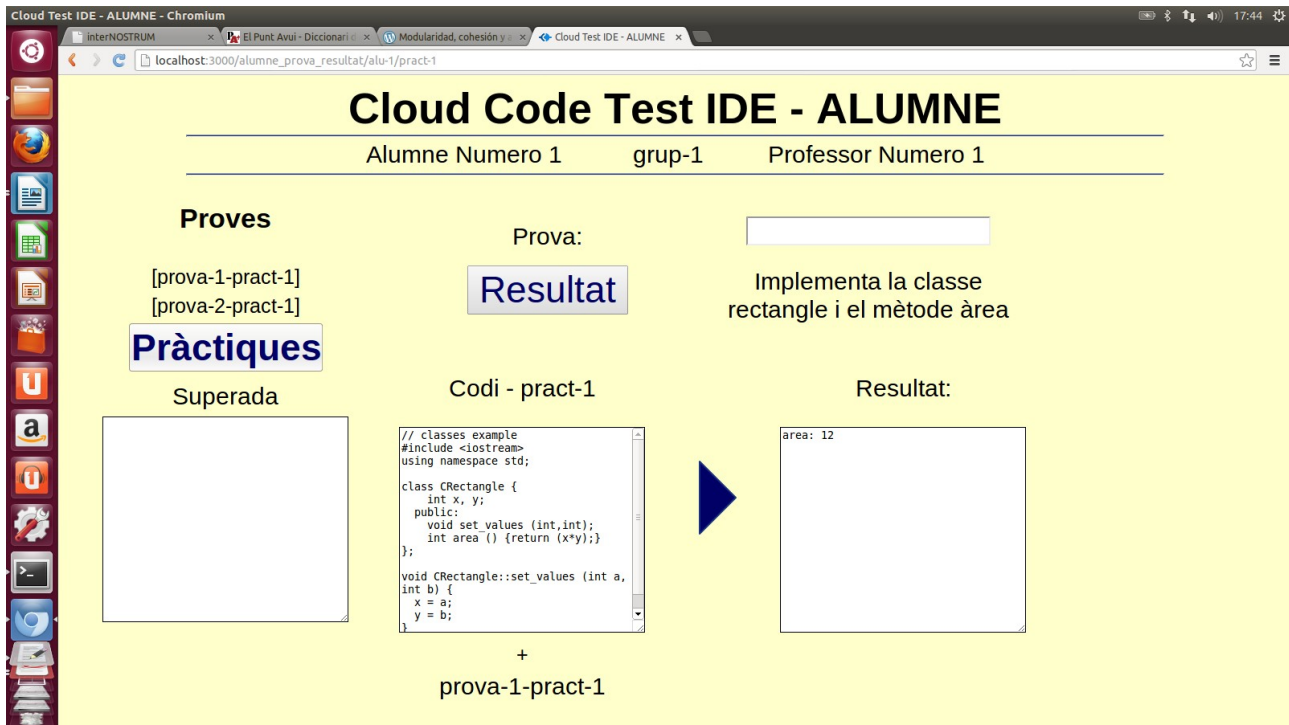 Cloud Test IDE - ALUMNE - Chromium
17:44
interNOSTRUM
El Punt Avui - Diccionari d
Modularidad, cohesión y a
Cloud Test IDE - ALUMNE
localhost:3000/alumne_prova_resultat/alu-1/pract-1
Cloud Code Test IDE - ALUMNE
Alumne Numero 1 grup-1 Professor Numero 1
Proves
[prova-1-pract-1]
[prova-2-pract-1]
Pràctiques
Superada
Prova:
Resultat
Implementa la classe
rectangle i el mètode àrea
Codi - pract-1
// classes example
#include <iostream>
using namespace std;
class CRectangle {
int x, y;
public:
void set_values (int,int);
int area () {return (x*y);}
};
void CRectangle::set_values (int a,
int b) {
x = a;
y = b;
}
+
prova-1-pract-1
Resultat:
area: 12